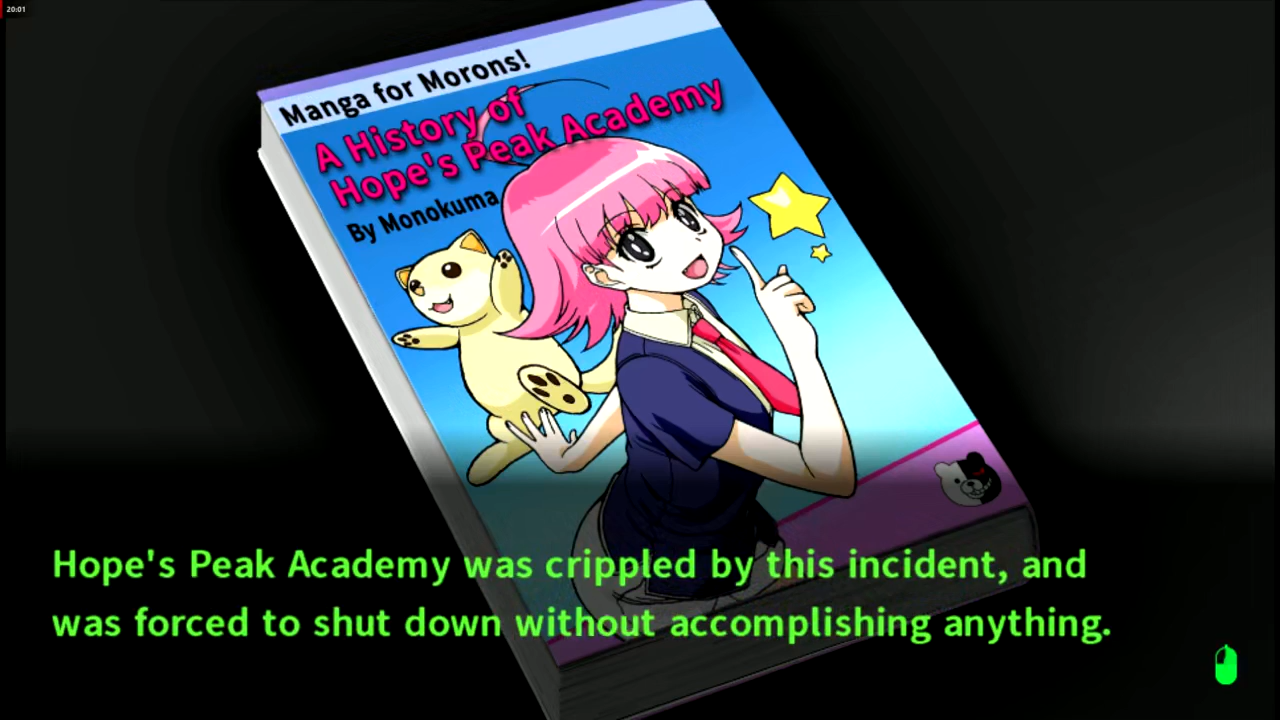 20:01
Manga for Morons!
A History of
Hope's Peak Academy
By Monokuma
Hope's Peak Academy was crippled by this incident, and
was forced to shut down without accomplishing anything.